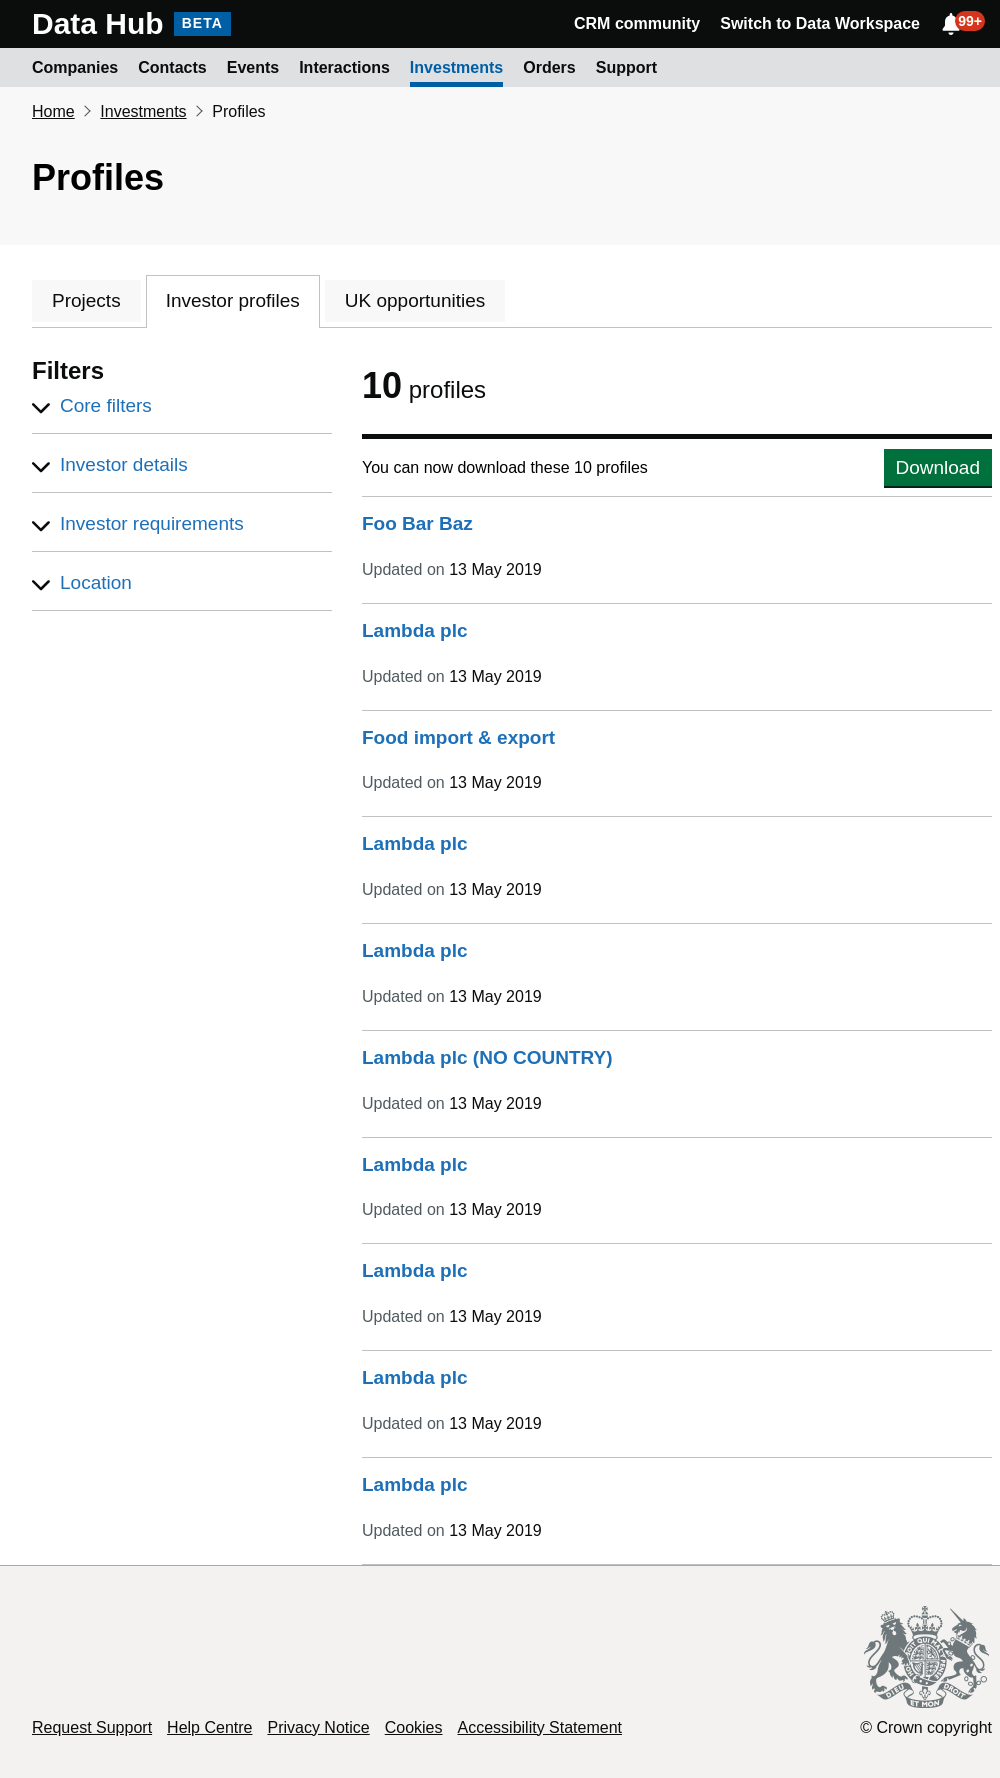 Data Hub BETA CRM community Switch to Data Workspace 99+
Companies Contacts Events Interactions Investments Orders Support
Home Investments Profiles
Profiles
Projects Investor profiles UK opportunities
Filters
Core filters
Investor details
Investor requirements
Location
10 profiles
You can now download these 10 profiles Download
Foo Bar Baz
Updated on 13 May 2019
Lambda plc
Updated on 13 May 2019
Food import & export
Updated on 13 May 2019
Lambda plc
Updated on 13 May 2019
Lambda plc
Updated on 13 May 2019
Lambda plc (NO COUNTRY)
Updated on 13 May 2019
Lambda plc
Updated on 13 May 2019
Lambda plc
Updated on 13 May 2019
Lambda plc
Updated on 13 May 2019
Lambda plc
Updated on 13 May 2019
DIEU ET MON DROIT
Request Support Help Centre Privacy Notice Cookies Accessibility Statement © Crown copyright